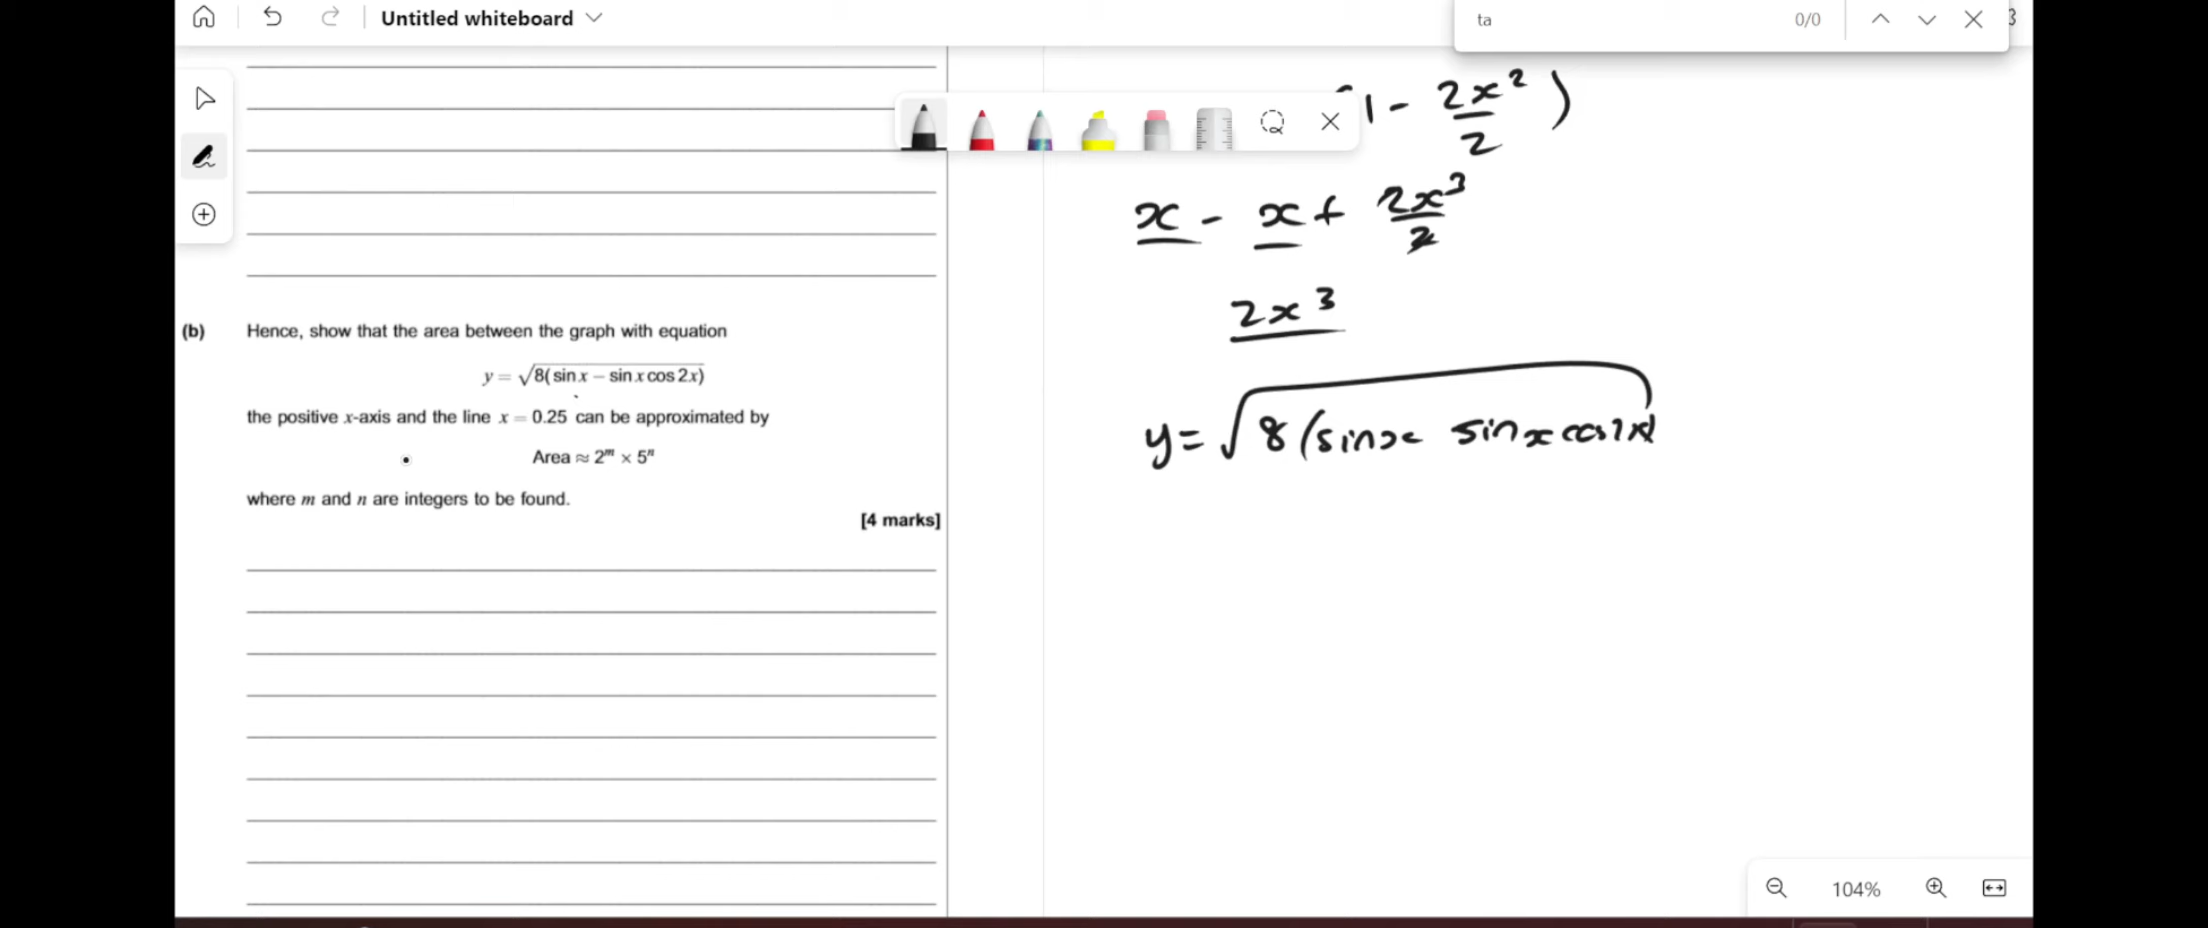 Untitled whiteboard
ta 0/0
(b) Hence, show that the area between the graph with equation
y = √8( sin x – sin x cos 2x)
the positive x-axis and the line x = 0.25 can be approximated by
Area ≈ 2ᵐ × 5ⁿ
where m and n are integers to be found.
[4 marks]
(1 - 2x²/2)
x - x + 2x³/2
2x³
y = √8(sinx sinx cos2x)
104%